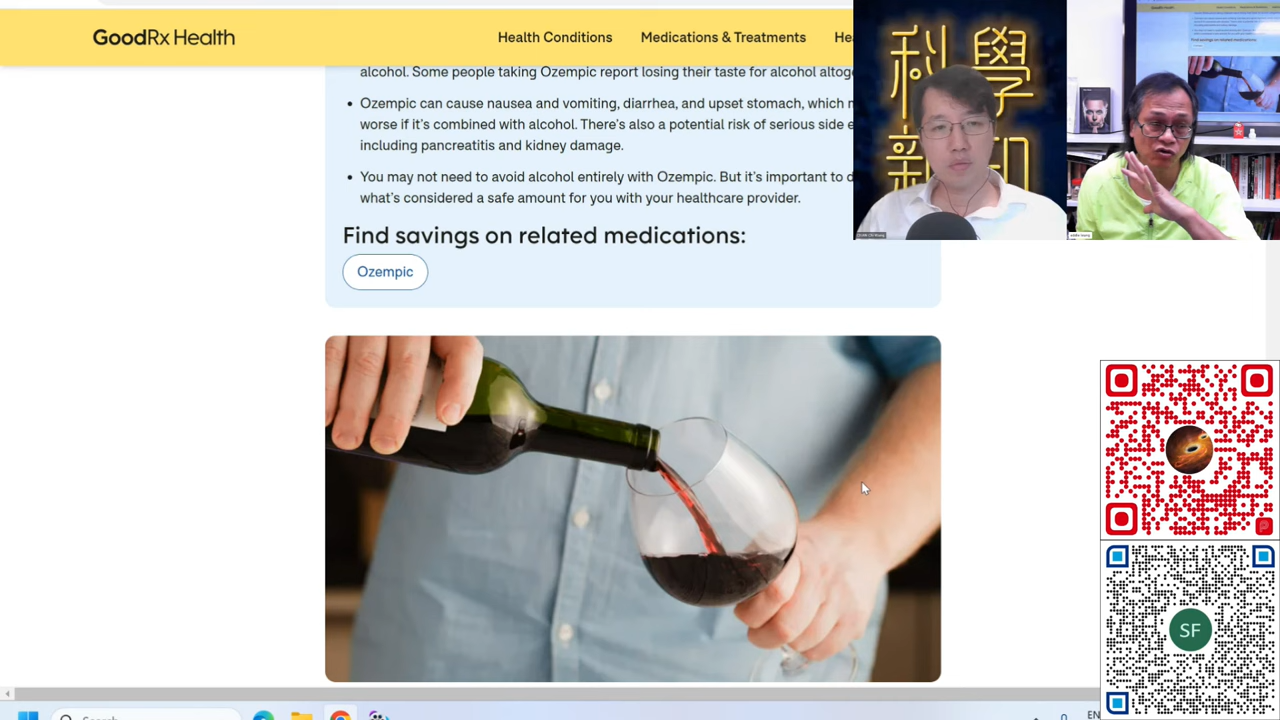 GoodRx Health
Health Conditions
Medications & Treatments
alcohol. Some people taking Ozempic report losing their taste for alcohol
• Ozempic can cause nausea and vomiting, diarrhea, and upset stomach, which
worse if it's combined with alcohol. There's also a potential risk of serious side
including pancreatitis and kidney damage.
• You may not need to avoid alcohol entirely with Ozempic. But it's important to
what's considered a safe amount for you with your healthcare provider.
Find savings on related medications:
Ozempic
科學
新知
SF
Search
EN